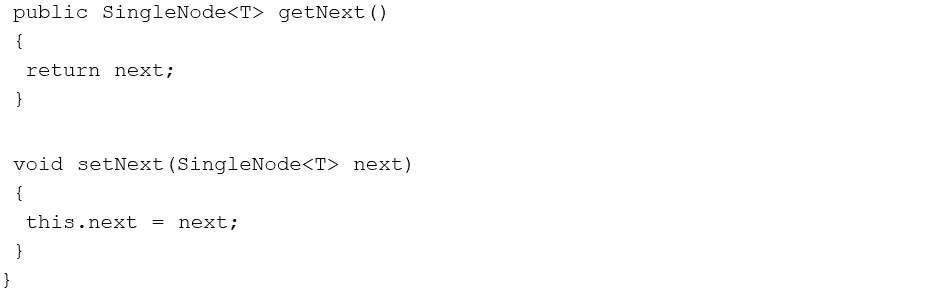 public SingleNode<T> getNext()
{
return next;
}
void setNext(SingleNode<T> next)
{
this.next = next;
}
}